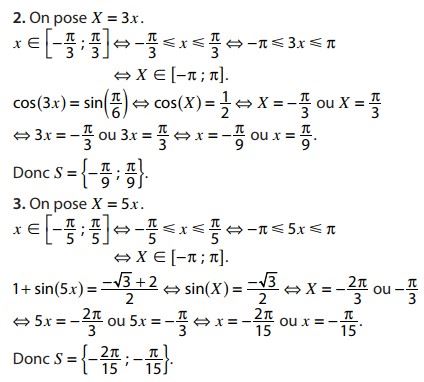 2. On pose X = 3x.
x ∈ [−π/3 ; π/3] ⇔ −π/3 ⩽ x ⩽ π/3 ⇔ −π ⩽ 3x ⩽ π
⇔ X ∈ [−π ; π].
cos(3x) = sin(π/6) ⇔ cos(X) = 1/2 ⇔ X = −π/3 ou X = π/3
⇔ 3x = −π/3 ou 3x = π/3 ⇔ x = −π/9 ou x = π/9.
Donc S = {−π/9 ; π/9}.
3. On pose X = 5x.
x ∈ [−π/5 ; π/5] ⇔ −π/5 ⩽ x ⩽ π/5 ⇔ −π ⩽ 5x ⩽ π
⇔ X ∈ [−π ; π].
1 + sin(5x) = (−√3 + 2)/2 ⇔ sin(X) = −√3/2 ⇔ X = −2π/3 ou −π/3
⇔ 5x = −2π/3 ou 5x = −π/3 ⇔ x = −2π/15 ou x = −π/15.
Donc S = {−2π/15 ; −π/15}.